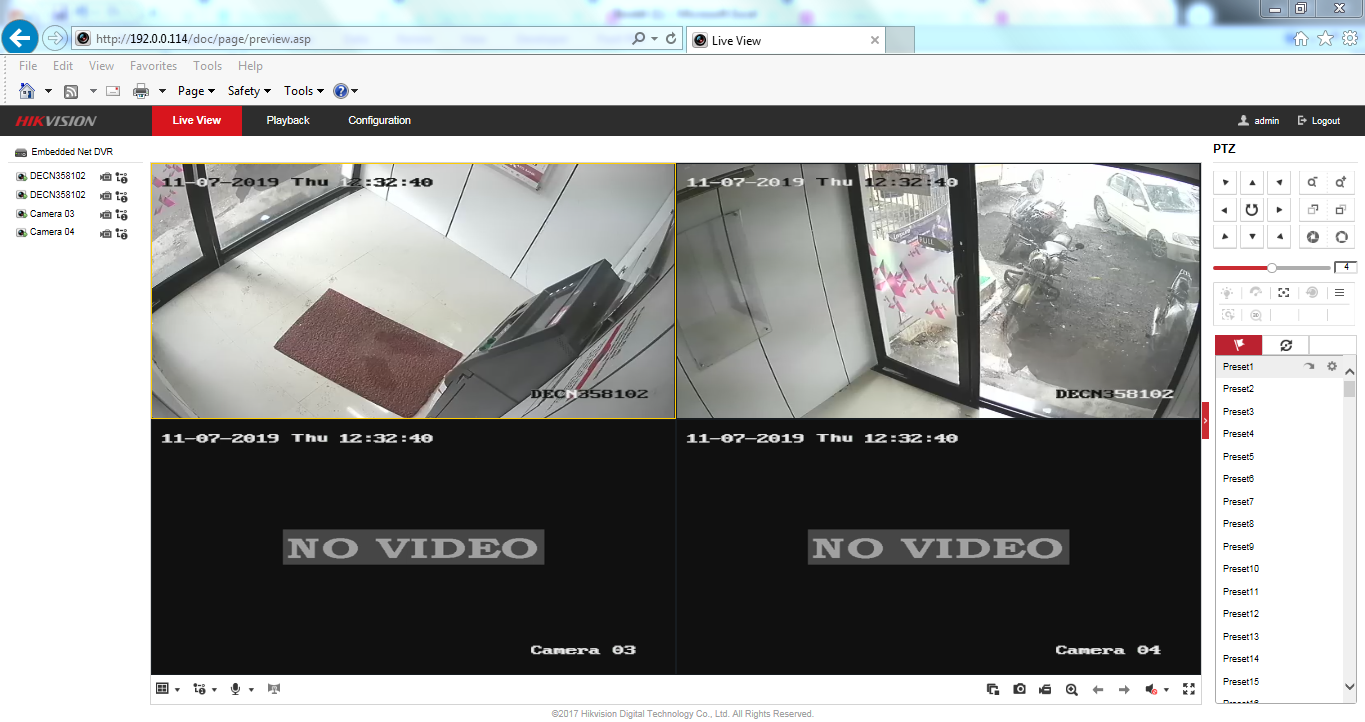 http://192.0.0.114/doc/page/preview.asp
Live View
File Edit View Favorites Tools Help
Page Safety Tools
HIKVISION Live View Playback Configuration admin Logout
Embedded Net DVR
DECN358102
DECN358102
Camera 03
Camera 04
11-07-2019 Thu 12:32:40
DECN358102
11-07-2019 Thu 12:32:40
PULL
DECN358102
11-07-2019 Thu 12:32:40
NO VIDEO
Camera 03
11-07-2019 Thu 12:32:40
NO VIDEO
Camera 04
PTZ
4
3D
Preset1
Preset2
Preset3
Preset4
Preset5
Preset6
Preset7
Preset8
Preset9
Preset10
Preset11
Preset12
Preset13
Preset14
Preset15
Preset16
©2017 Hikvision Digital Technology Co., Ltd. All Rights Reserved.